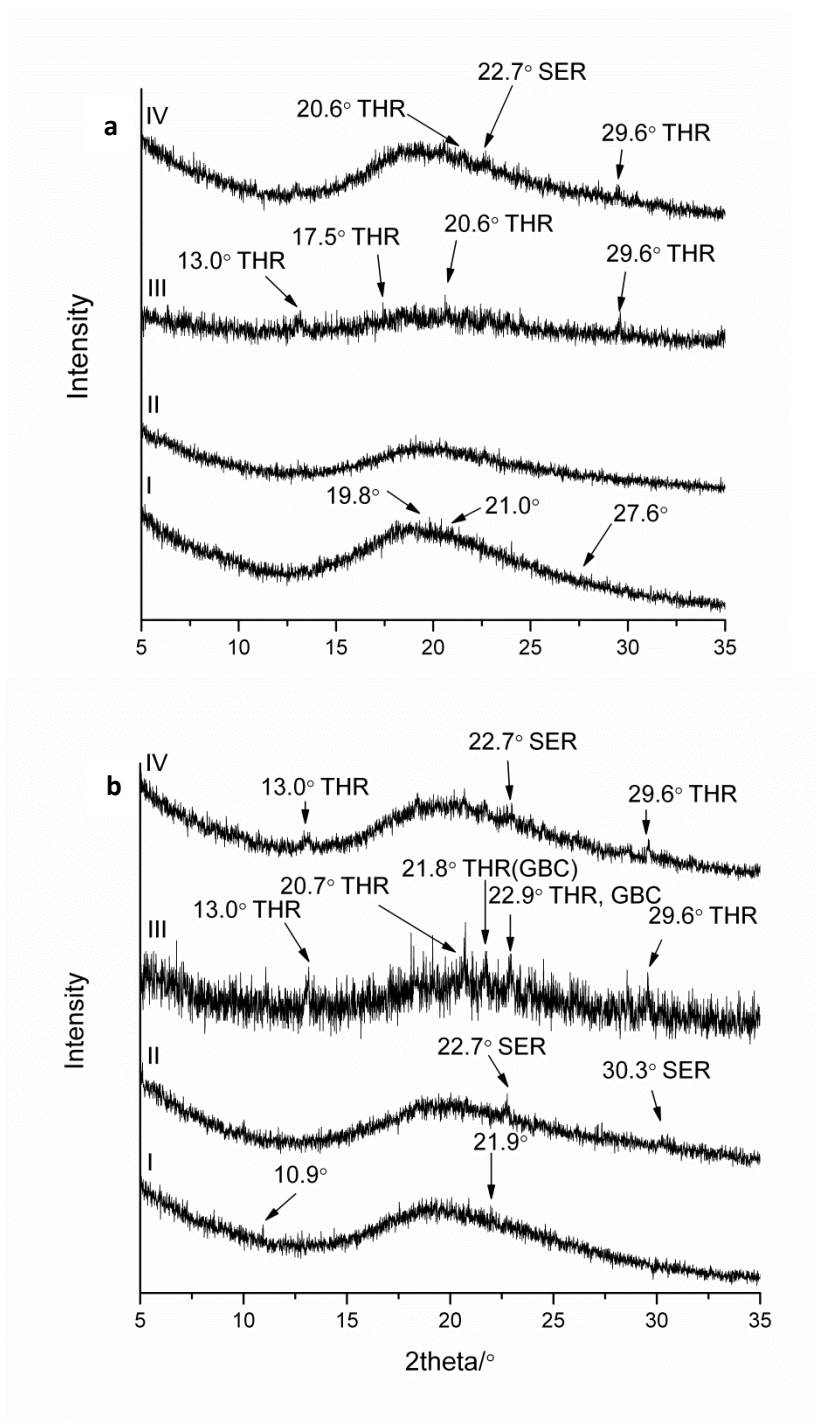 22.7° SER
IV
a
20.6° THR
29.6° THR
20.6° THR
17.5° THR
29.6° THR
13.0° THR
III
Intensity
II
I
19.8°
21.0°
27.6°
5 10 15 20 25 30 35
22.7° SER
IV
b
13.0° THR
29.6° THR
21.8° THR(GBC)
20.7° THR
22.9° THR, GBC
13.0° THR
29.6° THR
III
Intensity
22.7° SER
II
30.3° SER
21.9°
I
10.9°
5 10 15 20 25 30 35
2theta/°